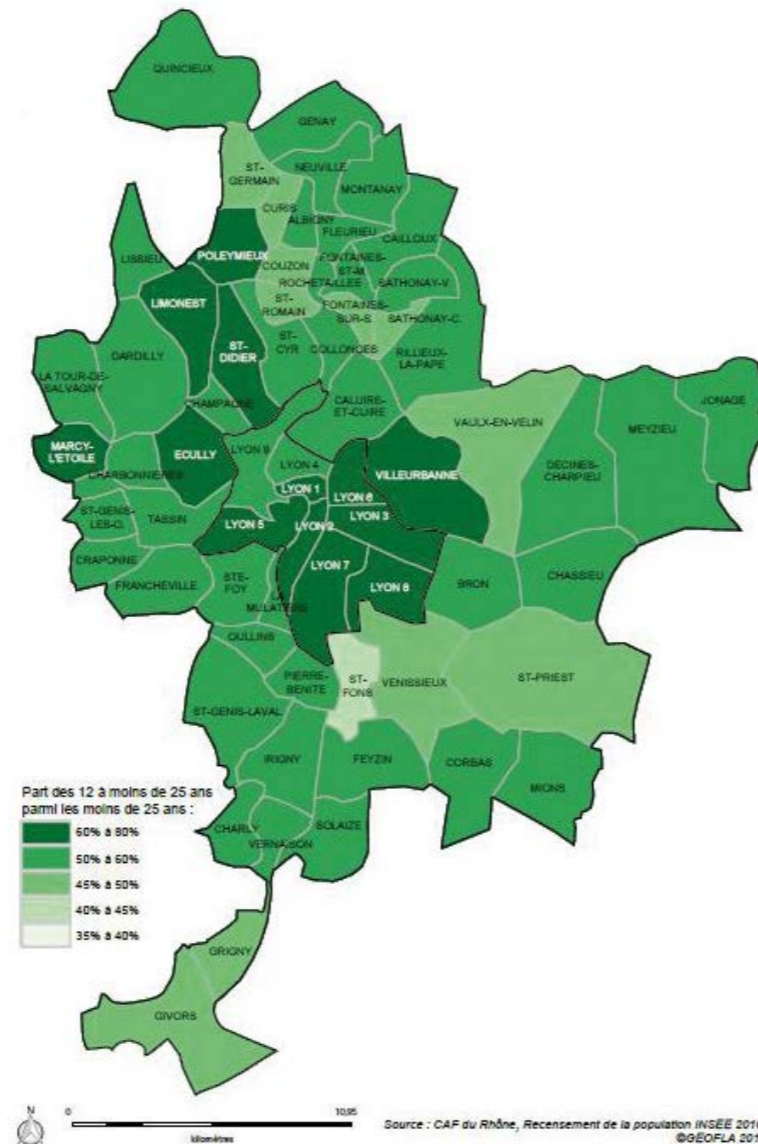 QUINCIEUX
GENAY
ST-
GERMAIN
NEUVILLE
MONTANAY
CURIS
ALBIGNY
FLEURIEU
CAILLOUX
LISSIEU
POLEYMIEUX
COUZON
FONTAINES-
ST-M.
ROCHETAILLEE
SATHONAY-V.
LIMONEST
ST-
ROMAIN
FONTAINES-
SUR-S.
SATHONAY-C.
ST-
DIDIER
ST-
CYR
COLLONGES
RILLIEUX-
LA-PAPE
DARDILLY
LA TOUR-DE-
SALVAGNY
CHAMPAGNE
CALUIRE-
ET-CUIRE
VAULX-EN-VELIN
MEYZIEU
JONAGE
MARCY-
L'ETOILE
ECULLY
LYON 9
CHARBONNIERES
LYON 4
VILLEURBANNE
DECINES-
CHARPIEU
LYON 1
LYON 6
ST-GENIS-
LES-O.
TASSIN
LYON 5
LYON 2
LYON 3
CRAPONNE
FRANCHEVILLE
STE-
FOY
LA
MULATIERE
LYON 7
LYON 8
BRON
CHASSIEU
OULLINS
PIERRE-
BENITE
ST-
FONS
VENISSIEUX
ST-PRIEST
ST-GENIS-LAVAL
IRIGNY
FEYZIN
CORBAS
MIONS
Part des 12 à moins de 25 ans
parmi les moins de 25 ans :
60% à 80%
50% à 60%
45% à 50%
40% à 45%
35% à 40%
CHARLY
VERNAISON
SOLAIZE
GRIGNY
GIVORS
N
0
10,95
kilomètres
Source : CAF du Rhône, Recensement de la population INSEE
©GEOFLA